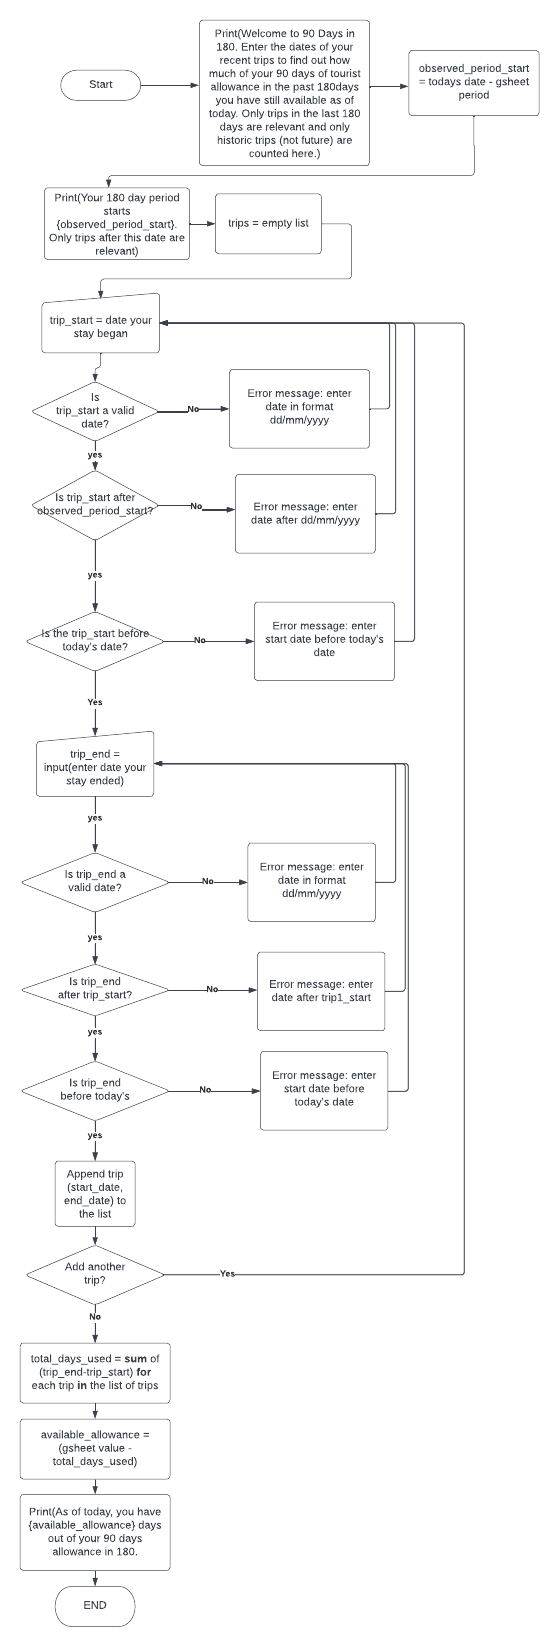 Start
Print(Welcome to 90 Days in
180. Enter the dates of your
recent trips to find out how
much of your 90 days of tourist
allowance in the past 180days
you have still available as of
today. Only trips in the last 180
days are relevant and only
historic trips (not future) are
counted here.)
observed_period_start
= todays date - gsheet
period
Print(Your 180 day period
starts
{observed_period_start}.
Only trips after this date are
relevant)
trips = empty list
trip_start = date your
stay began
Is
trip_start a valid
date?
No
Error message: enter
date in format
dd/mm/yyyy
yes
Is trip_start after
observed_period_start?
No
Error message: enter
date after dd/mm/yyyy
yes
Is the trip_start before
today's date?
No
Error message: enter
start date before today's
date
Yes
trip_end =
input(enter date your
stay ended)
yes
Is trip_end a
valid date?
No
Error message: enter
date in format
dd/mm/yyyy
yes
Is trip_end
after trip_start?
No
Error message: enter
date after trip1_start
yes
Is trip_end
before today's
No
Error message: enter
start date before
today's date
yes
Append trip
(start_date,
end_date) to
the list
Add another
trip?
Yes
No
total_days_used = sum of
(trip_end-trip_start) for
each trip in the list of trips
available_allowance =
(gsheet value -
total_days_used)
Print(As of today, you have
{available_allowance} days
out of your 90 days
allowance in 180.
END